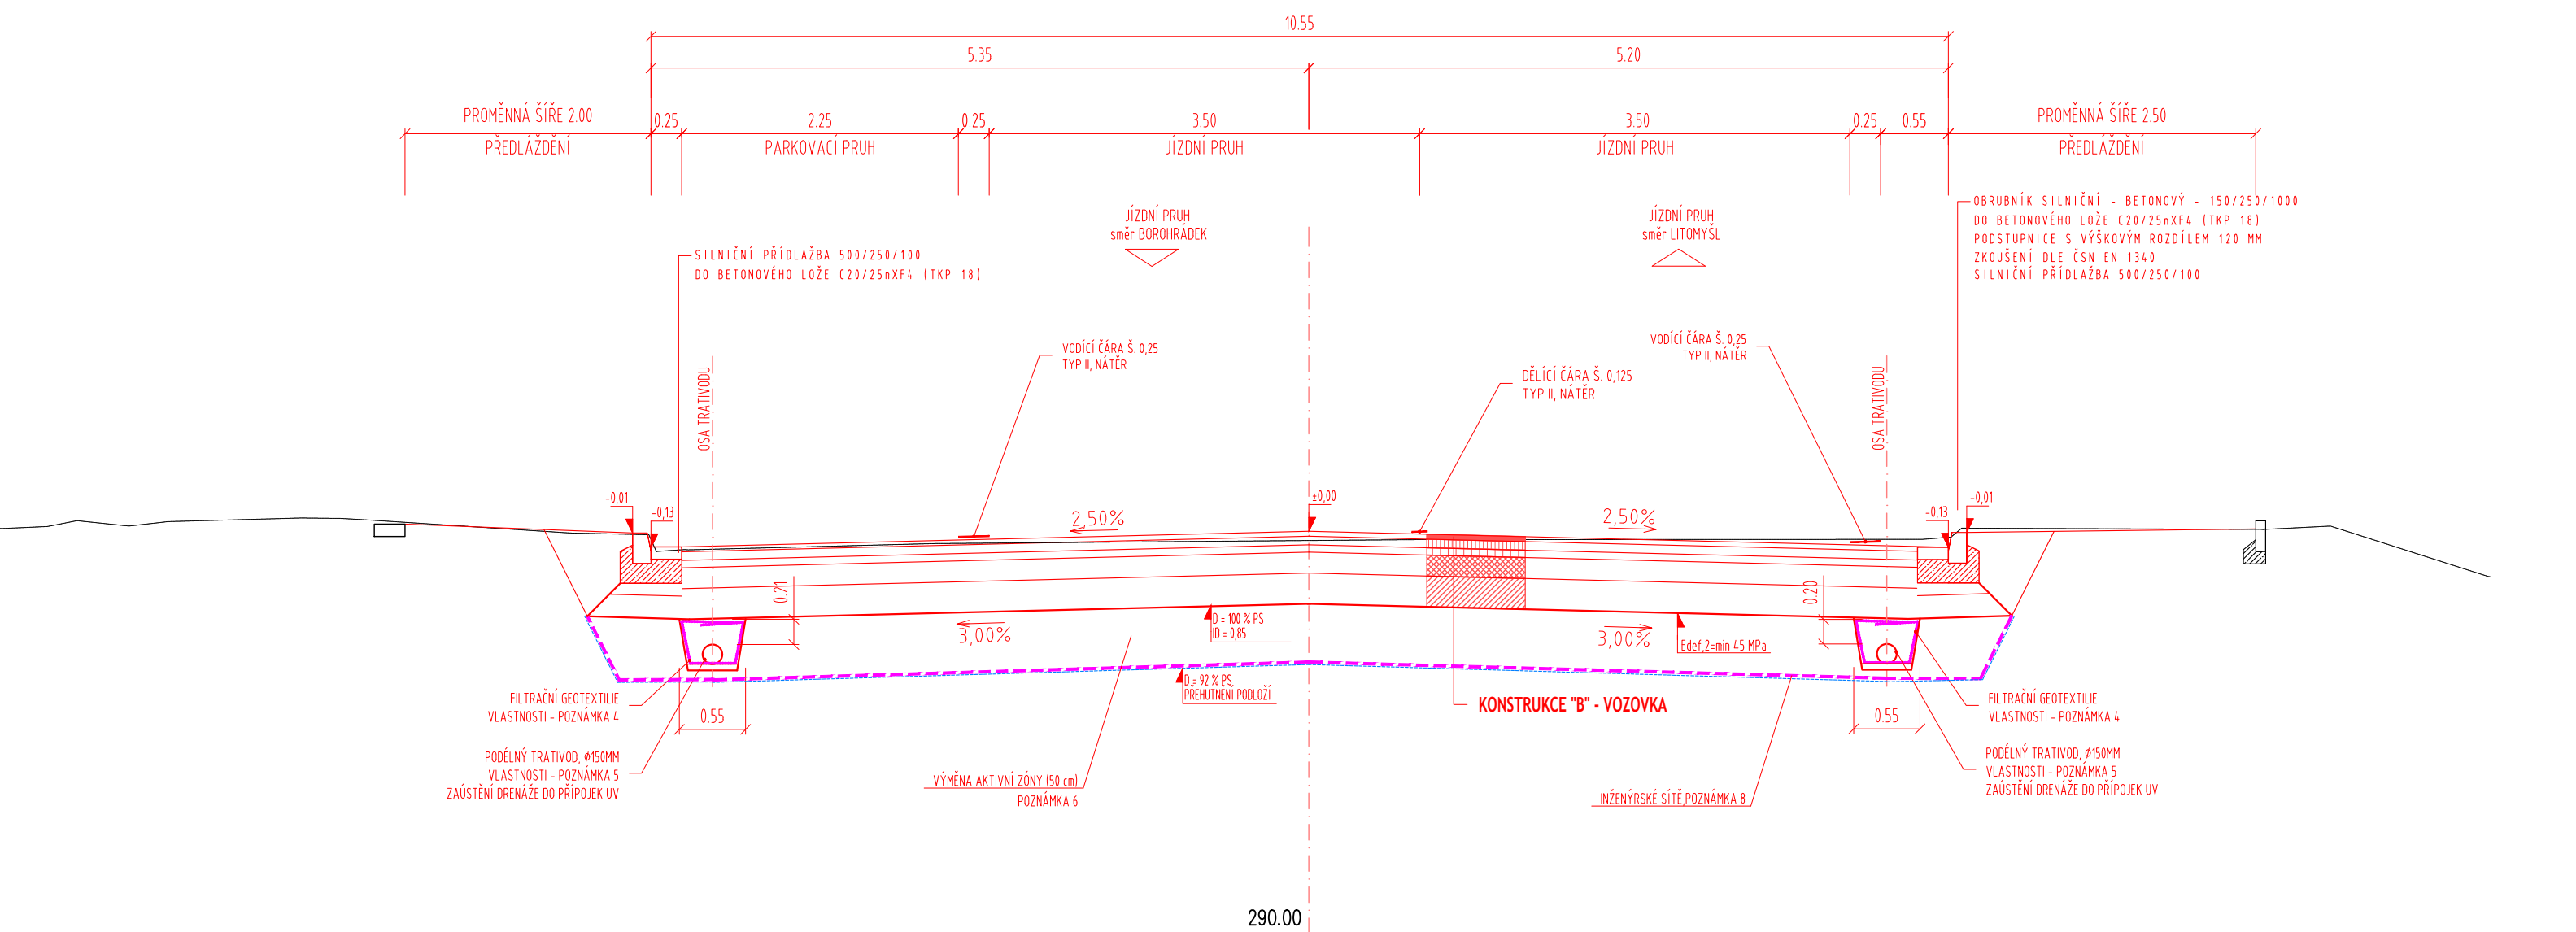 10.55
5.35
5.20
PROMĚNNÁ ŠÍŘE 2.00
0.25
2.25
0.25
3.50
3.50
0.25
0.55
PROMĚNNÁ ŠÍŘE 2.50
PŘEDLÁŽDĚNÍ
PARKOVACÍ PRUH
JÍZDNÍ PRUH
JÍZDNÍ PRUH
PŘEDLÁŽDĚNÍ
JÍZDNÍ PRUH
směr BOROHRÁDEK
JÍZDNÍ PRUH
směr LITOMYŠL
OBRUBNÍK SILNIČNÍ - BETONOVÝ - 150/250/1000
DO BETONOVÉHO LOŽE C20/25nXF4 (TKP 18)
PODSTUPNICE S VÝŠKOVÝM ROZDÍLEM 120 MM
ZKOUŠENÍ DLE ČSN EN 1340
SILNIČNÍ PŘÍDLAŽBA 500/250/100
SILNIČNÍ PŘÍDLAŽBA 500/250/100
DO BETONOVÉHO LOŽE C20/25nXF4 (TKP 18)
VODÍCÍ ČÁRA Š. 0,25
TYP II, NÁTĚR
VODÍCÍ ČÁRA Š. 0,25
TYP II, NÁTĚR
DĚLÍCÍ ČÁRA Š. 0,125
TYP II, NÁTĚR
OSA TRATIVODU
OSA TRATIVODU
-0,01
-0,13
±0,00
-0,13
-0,01
2,50%
2,50%
0.21
0.20
3,00%
3,00%
D = 100 % PS
ID = 0,85
Edef,2=min 45 MPa
D = 92 % PS,
PŘEHUTNĚNÍ PODLOŽÍ
KONSTRUKCE "B" - VOZOVKA
FILTRAČNÍ GEOTEXTILIE
VLASTNOSTI - POZNÁMKA 4
0.55
0.55
FILTRAČNÍ GEOTEXTILIE
VLASTNOSTI - POZNÁMKA 4
PODÉLNÝ TRATIVOD, Ø150MM
VLASTNOSTI - POZNÁMKA 5
ZAÚSTĚNÍ DRENÁŽE DO PŘÍPOJEK UV
PODÉLNÝ TRATIVOD, Ø150MM
VLASTNOSTI - POZNÁMKA 5
ZAÚSTĚNÍ DRENÁŽE DO PŘÍPOJEK UV
VÝMĚNA AKTIVNÍ ZÓNY (50 cm)
POZNÁMKA 6
INŽENÝRSKÉ SÍTĚ,POZNÁMKA 8
290.00